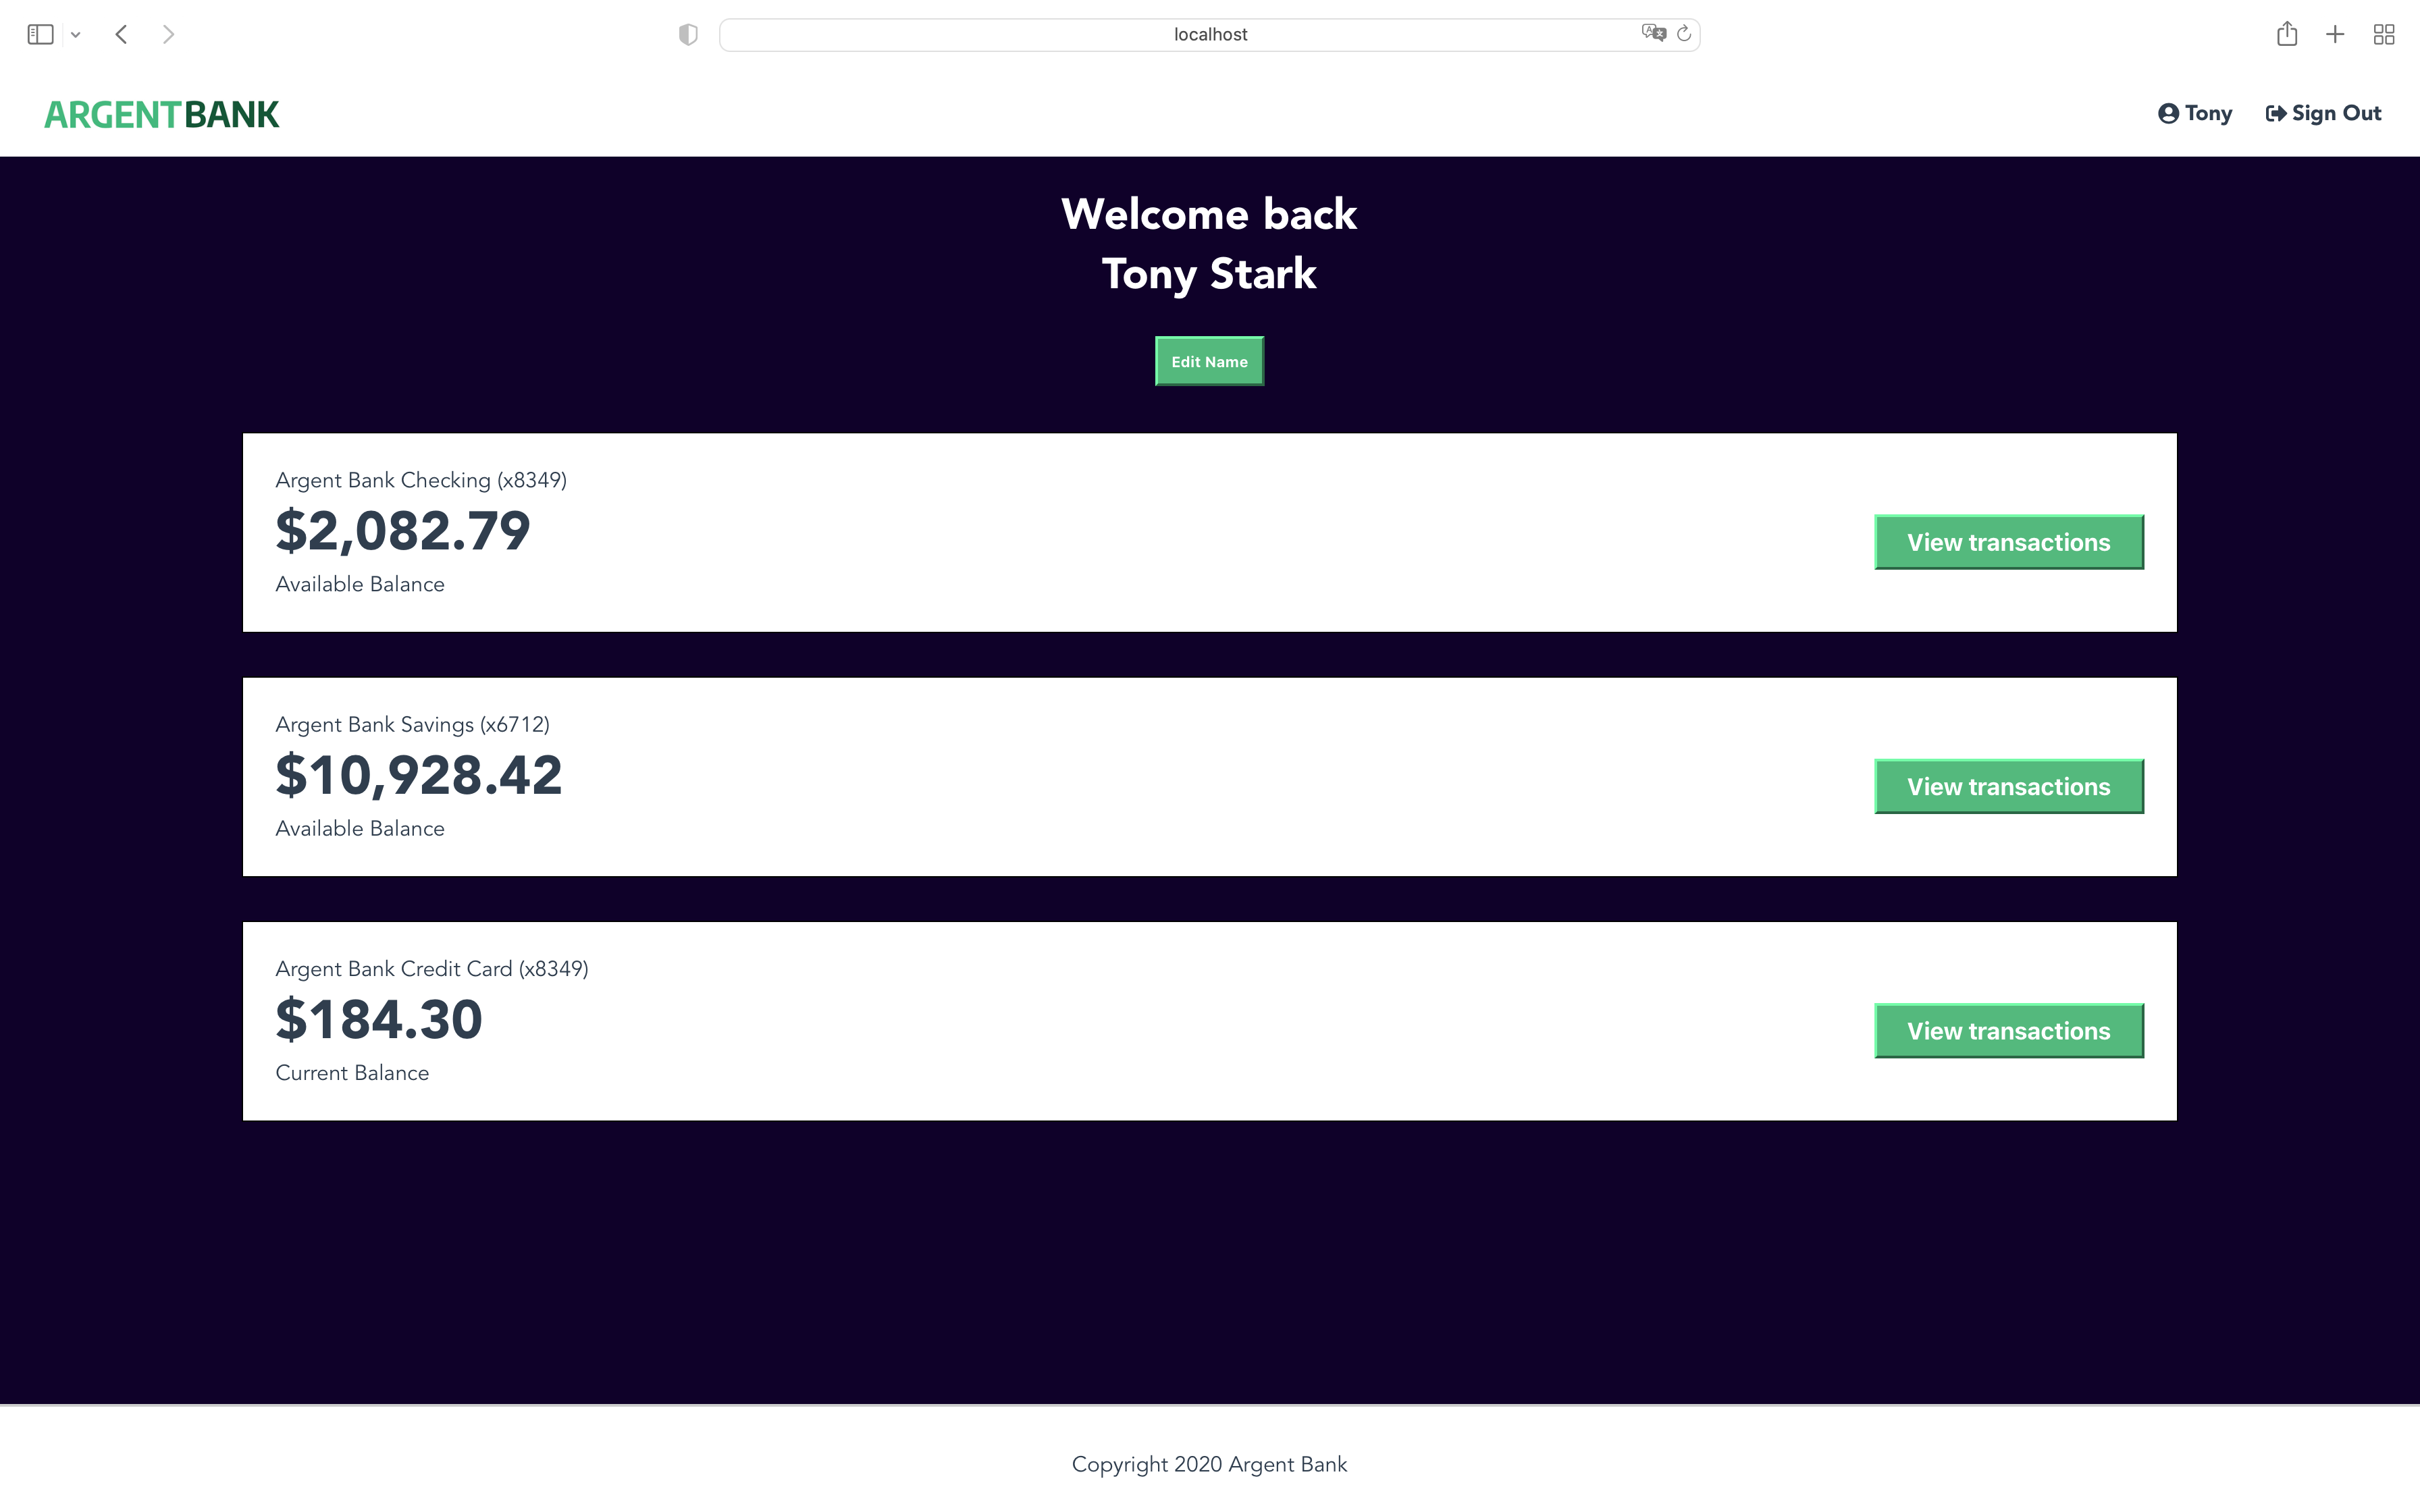 localhost
ARGENTBANK
Tony
Sign Out
Welcome back
Tony Stark
Edit Name
Argent Bank Checking (x8349)
$2,082.79
Available Balance
View transactions
Argent Bank Savings (x6712)
$10,928.42
Available Balance
View transactions
Argent Bank Credit Card (x8349)
$184.30
Current Balance
View transactions
Copyright 2020 Argent Bank